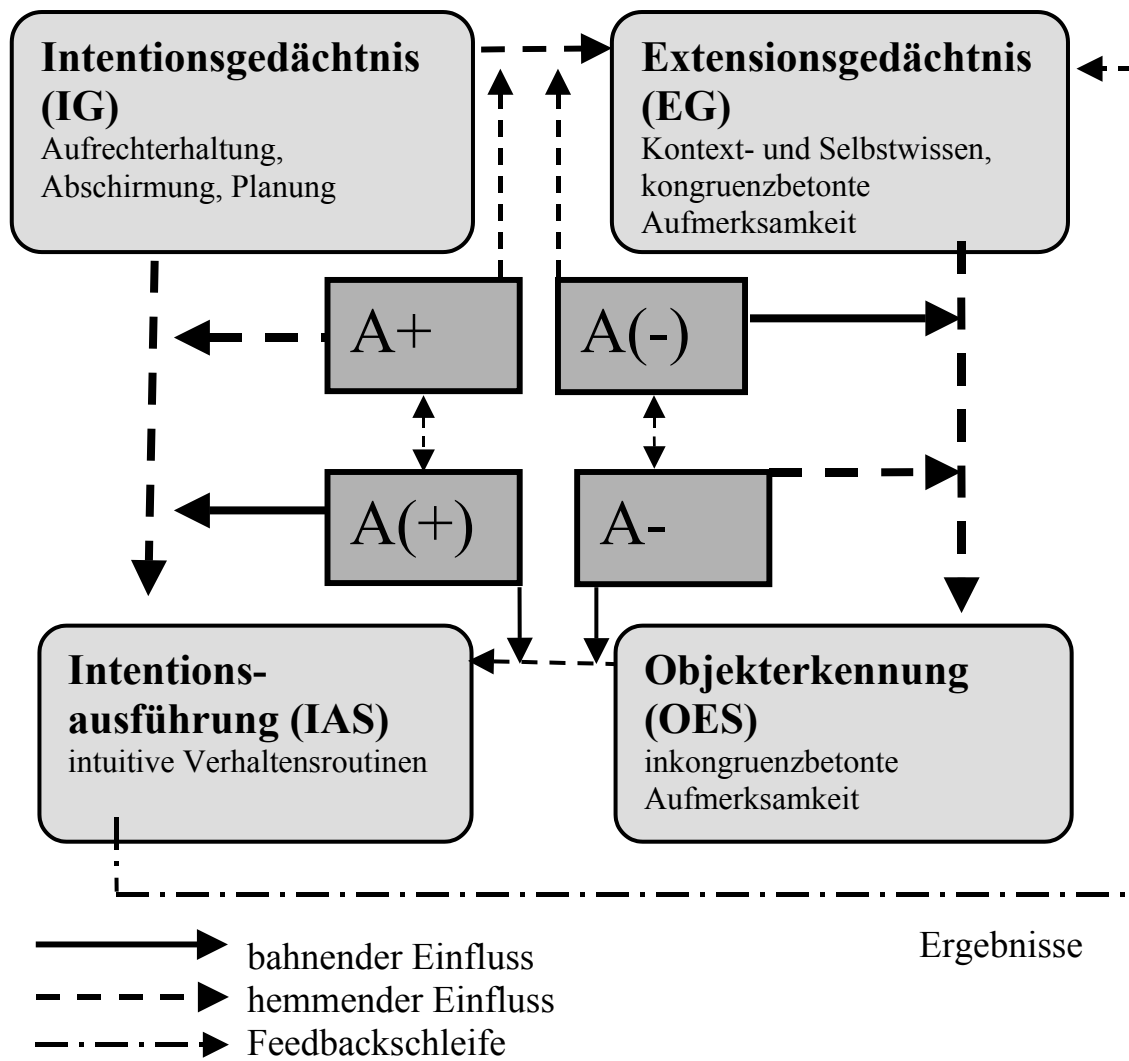 Intentionsgedächtnis
(IG)
Aufrechterhaltung,
Abschirmung, Planung
Extensionsgedächtnis
(EG)
Kontext- und Selbstwissen,
kongruenzbetonte
Aufmerksamkeit
A+
A(-)
A(+)
A-
Intentions-
ausführung (IAS)
intuitive Verhaltensroutinen
Objekterkennung
(OES)
inkongruenzbetonte
Aufmerksamkeit
Ergebnisse
bahnender Einfluss
hemmender Einfluss
Feedbackschleife